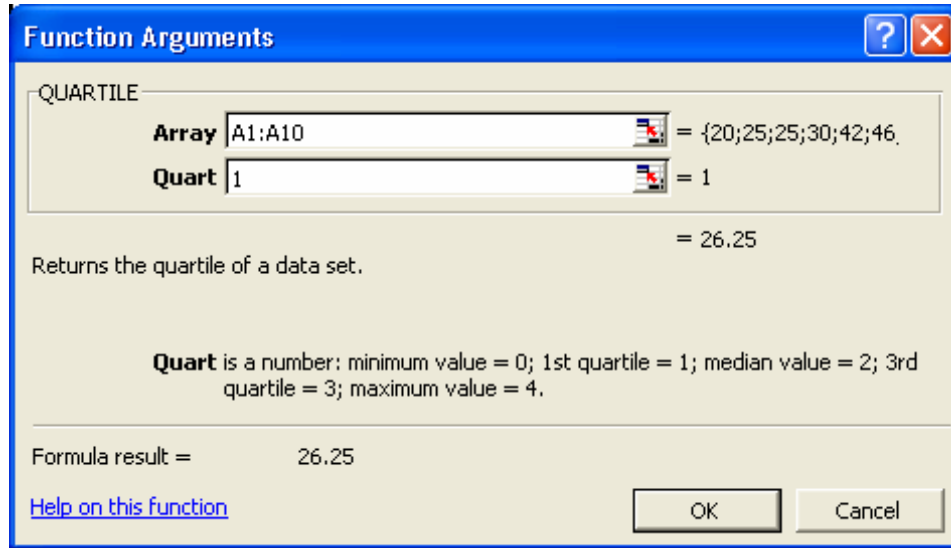 Function Arguments
QUARTILE
Array A1:A10 = {20;25;25;30;42;46
Quart 1 = 1
= 26.25
Returns the quartile of a data set.
Quart is a number: minimum value = 0; 1st quartile = 1; median value = 2; 3rd
quartile = 3; maximum value = 4.
Formula result = 26.25
Help on this function OK Cancel